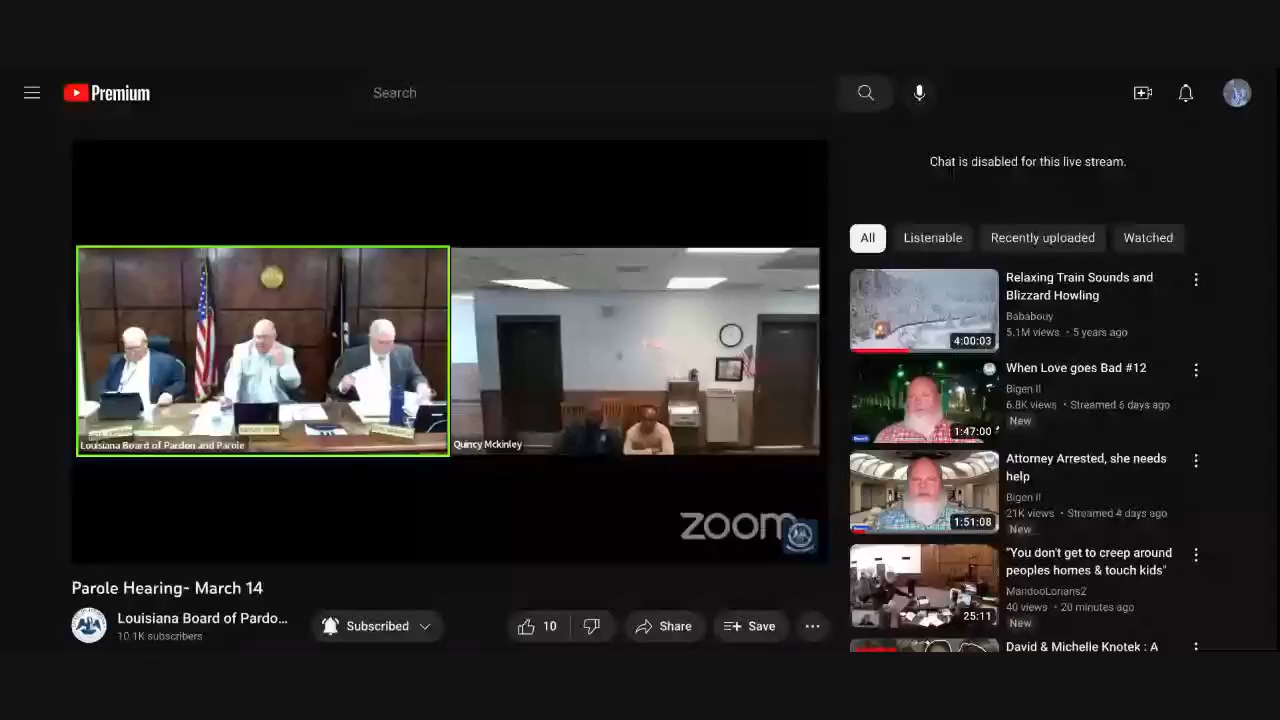 Premium
Search
Chat is disabled for this live stream.
All
Listenable
Recently uploaded
Watched
Relaxing Train Sounds and
Blizzard Howling
Bababouy
5.1M views • 5 years ago
4:00:03
When Love goes Bad #12
Bigen II
6.8K views • Streamed 6 days ago
New
1:47:00
Attorney Arrested, she needs
help
Bigen II
21K views • Streamed 4 days ago
New
1:51:08
"You don't get to creep around
peoples homes & touch kids"
MandooLorians2
40 views • 20 minutes ago
New
25:11
David & Michelle Knotek : A
Louisiana Board of Pardon and Parole
Quincy Mckinley
zoom
Parole Hearing- March 14
Louisiana Board of Pardo...
10.1K subscribers
Subscribed
10
Share
Save